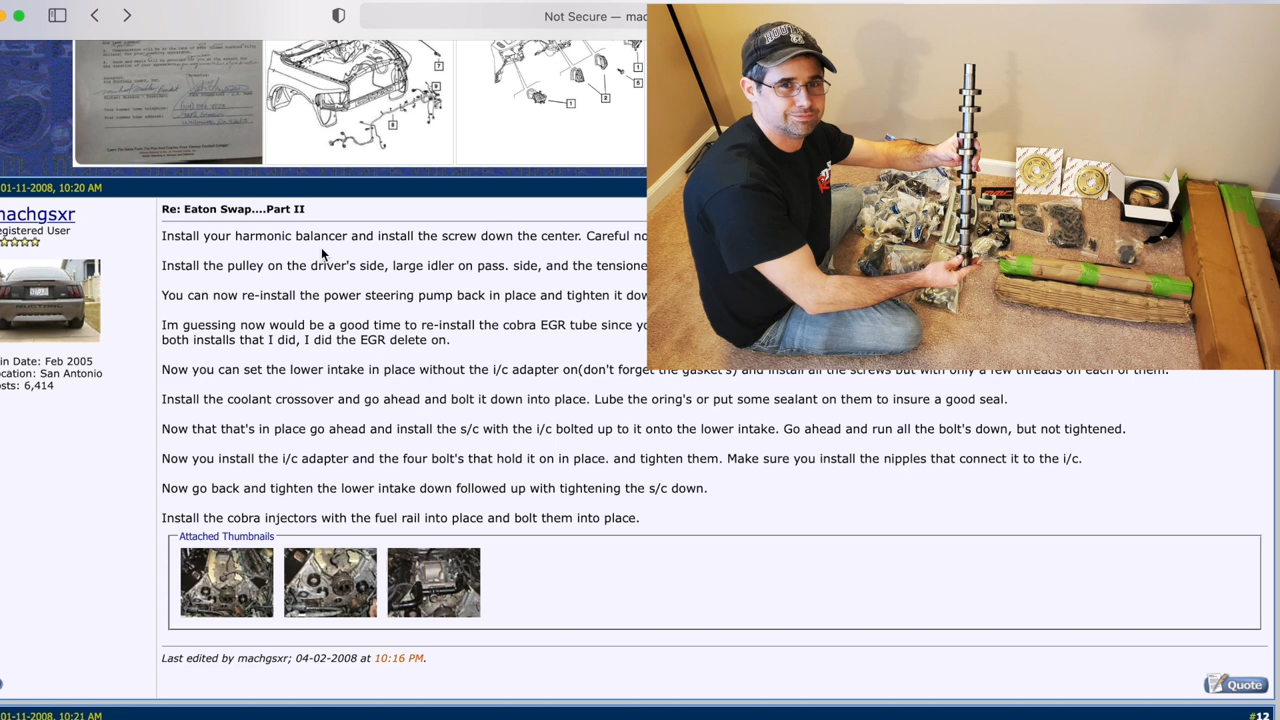 Not Secure — mac
01-11-2008, 10:20 AM
machgsxr
egistered User
in Date: Feb 2005
cation: San Antonio
sts: 6,414
Re: Eaton Swap....Part II
Install your harmonic balancer and install the screw down the center. Careful no
Install the pulley on the driver's side, large idler on pass. side, and the tensione
You can now re-install the power steering pump back in place and tighten it dow
Im guessing now would be a good time to re-install the cobra EGR tube since yo
both installs that I did, I did the EGR delete on.
Now you can set the lower intake in place without the i/c adapter on(don't forget the gasket's) and install all the screws but with only a few threads on each of them.
Install the coolant crossover and go ahead and bolt it down into place. Lube the oring's or put some sealant on them to insure a good seal.
Now that that's in place go ahead and install the s/c with the i/c bolted up to it onto the lower intake. Go ahead and run all the bolt's down, but not tightened.
Now you install the i/c adapter and the four bolt's that hold it on in place. and tighten them. Make sure you install the nipples that connect it to the i/c.
Now go back and tighten the lower intake down followed up with tightening the s/c down.
Install the cobra injectors with the fuel rail into place and bolt them into place.
Attached Thumbnails
Last edited by machgsxr; 04-02-2008 at 10:16 PM.
Quote
01-11-2008, 10:21 AM
#12